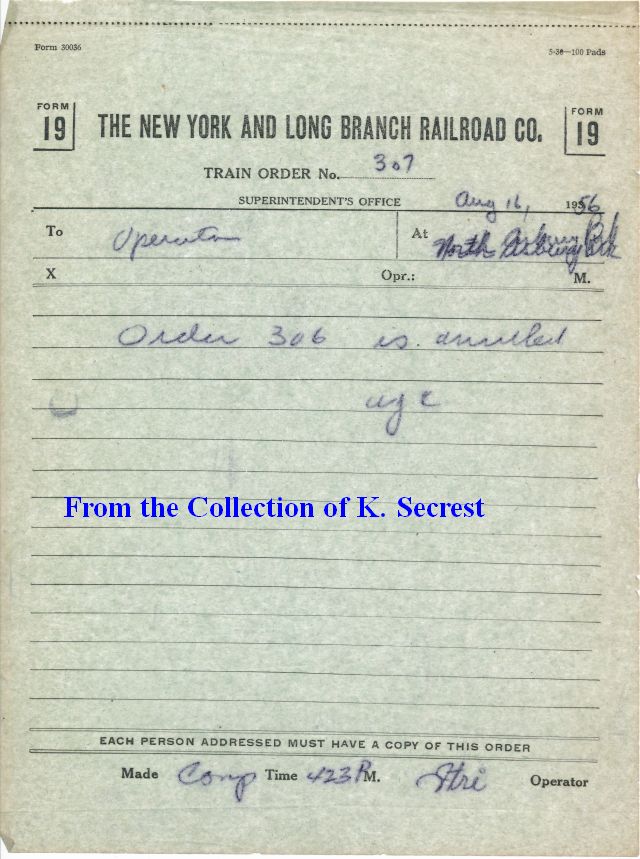 Form 30036
5-36—100 Pads
FORM
19
THE NEW YORK AND LONG BRANCH RAILROAD CO.
FORM
19
TRAIN ORDER No. 307
SUPERINTENDENT'S OFFICE Aug 16, 1956
To Operator At North Asbury Park
X Opr.: M.
Order 306 is annulled
From the Collection of K. Secrest
EACH PERSON ADDRESSED MUST HAVE A COPY OF THIS ORDER
Made Comp Time 423 P M. Operator